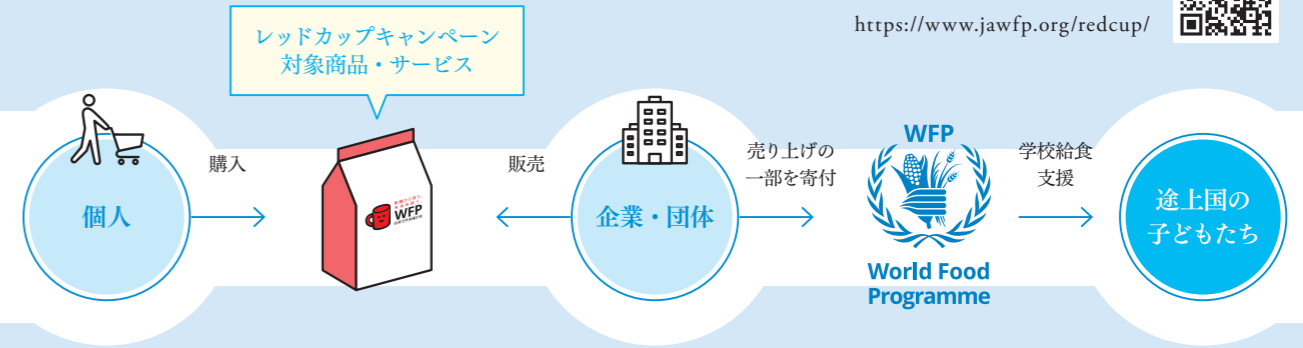 https://www.jawfp.org/redcup/
レッドカップキャンペーン
対象商品・サービス
個人
購入
WFP
販売
企業・団体
売り上げの
一部を寄付
WFP
World Food
Programme
学校給食
支援
途上国の
子どもたち